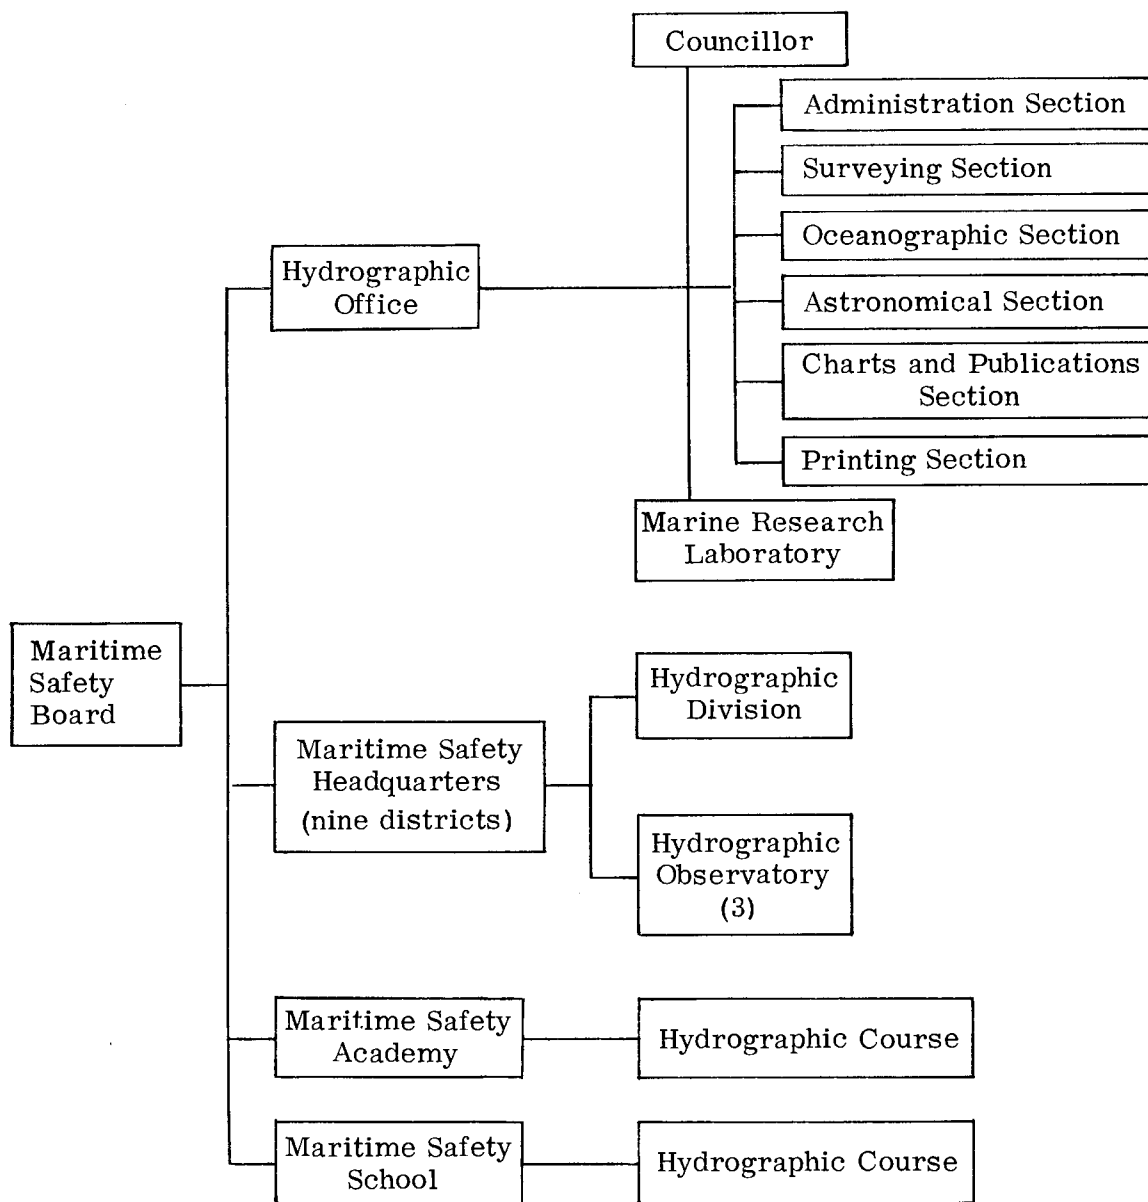 Councillor
Administration Section
Surveying Section
Oceanographic Section
Hydrographic
Office
Astronomical Section
Charts and Publications
Section
Printing Section
Marine Research
Laboratory
Maritime
Safety
Board
Hydrographic
Division
Maritime Safety
Headquarters
(nine districts)
Hydrographic
Observatory
(3)
Maritime Safety
Academy
Hydrographic Course
Maritime Safety
School
Hydrographic Course